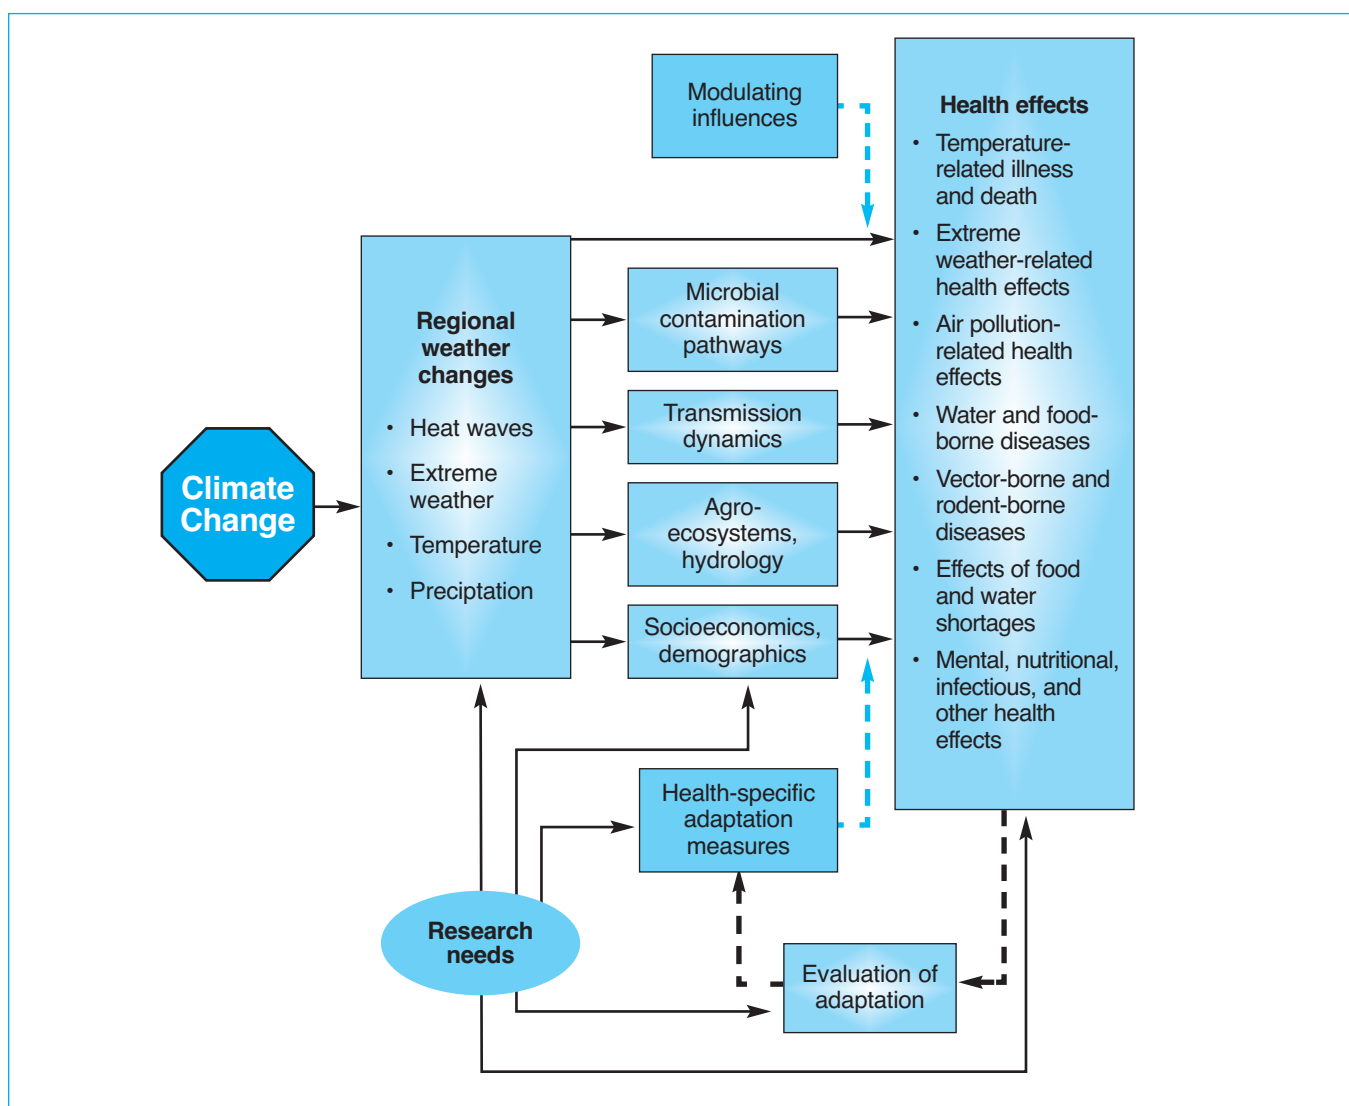 Modulating
influences
Health effects
• Temperature-
related illness
and death
• Extreme
weather-related
health effects
• Air pollution-
related health
effects
• Water and food-
borne diseases
• Vector-borne and
rodent-borne
diseases
• Effects of food
and water
shortages
• Mental, nutritional,
infectious, and
other health
effects
Regional
weather
changes
• Heat waves
• Extreme
weather
• Temperature
• Preciptation
Microbial
contamination
pathways
Transmission
dynamics
Agro-
ecosystems,
hydrology
Socioeconomics,
demographics
Climate
Change
Health-specific
adaptation
measures
Research
needs
Evaluation of
adaptation